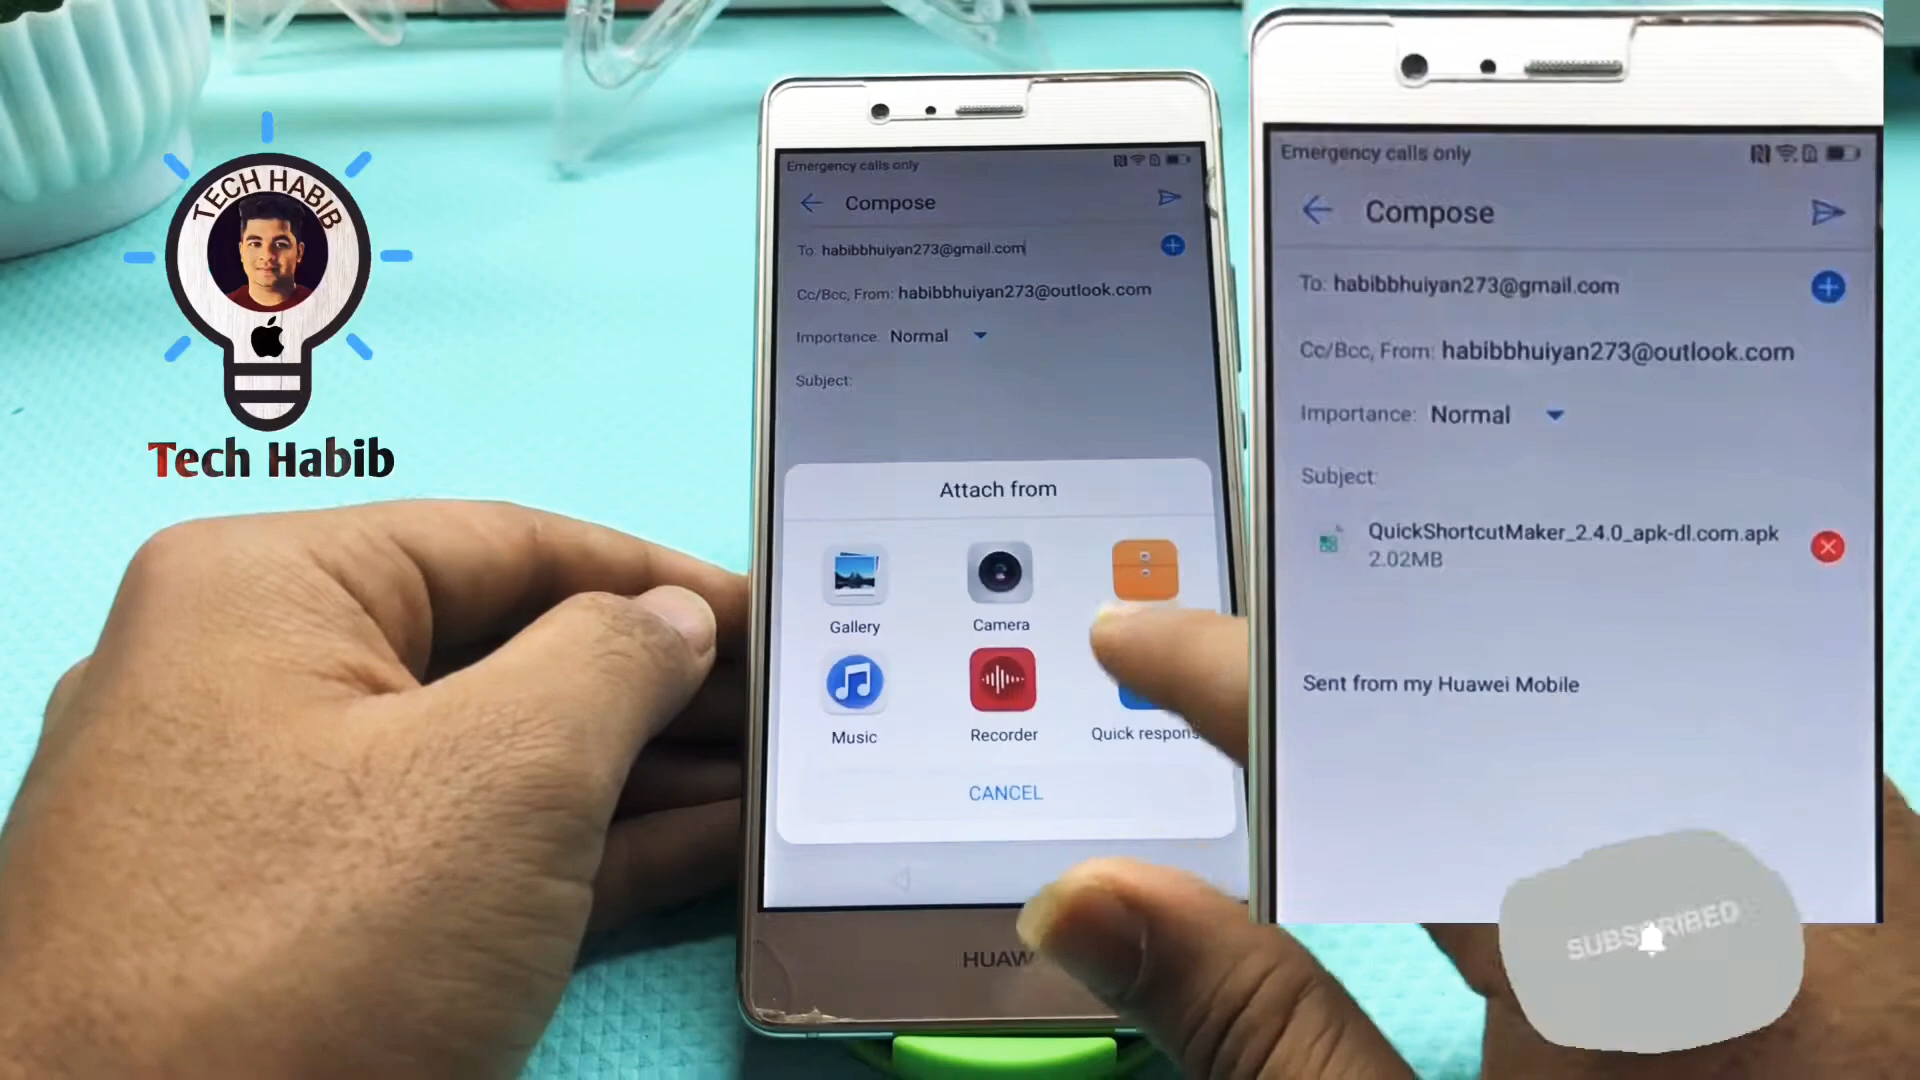 TECH HABIB
Tech Habib
Emergency calls only
Compose
To: habibbhuiyan273@gmail.com
Cc/Bcc, From: habibbhuiyan273@outlook.com
Importance: Normal
Subject:
Attach from
Gallery
Camera
Music
Recorder
Quick respons
CANCEL
HUAW
Emergency calls only
Compose
To: habibbhuiyan273@gmail.com
Cc/Bcc, From: habibbhuiyan273@outlook.com
Importance: Normal
Subject:
QuickShortcutMaker_2.4.0_apk-dl.com.apk
2.02MB
Sent from my Huawei Mobile
SUBSCRIBED